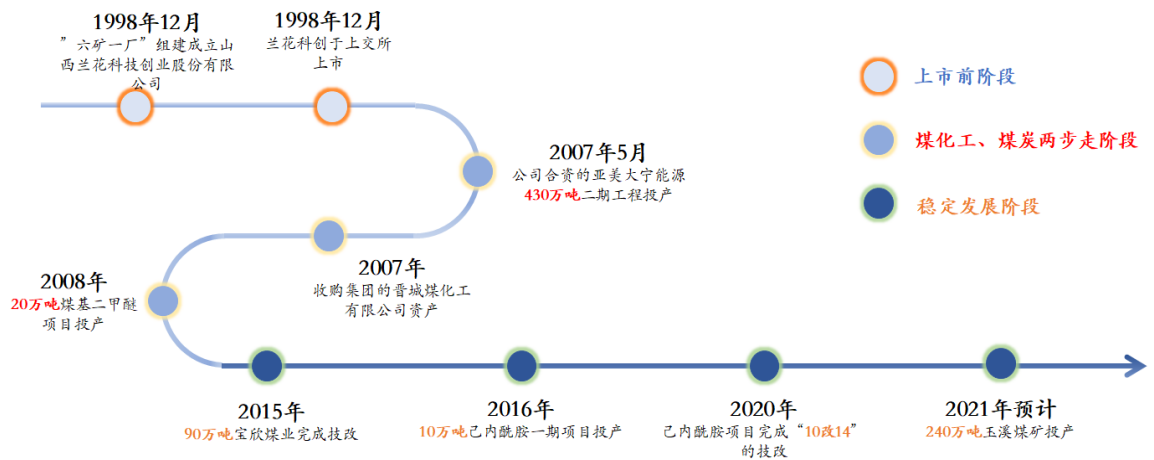 1998年12月
”六矿一厂”组建成立山
西兰花科技创业股份有限
公司
1998年12月
兰花科创于上交所
上市
上市前阶段
煤化工、煤炭两步走阶段
稳定发展阶段
2007年5月
公司合资的亚美大宁能源
430万吨二期工程投产
2007年
收购集团的晋城煤化工
有限公司资产
2008年
20万吨煤基二甲醚
项目投产
2015年
90万吨宝欣煤业完成技改
2016年
10万吨己内酰胺一期项目投产
2020年
己内酰胺项目完成“10改14”
的技改
2021年预计
240万吨玉溪煤矿投产